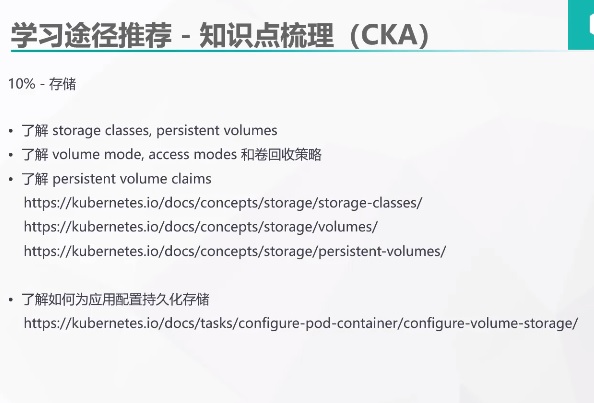 学习途径推荐 - 知识点梳理（CKA）
10% - 存储
• 了解 storage classes, persistent volumes
• 了解 volume mode, access modes 和卷回收策略
• 了解 persistent volume claims
https://kubernetes.io/docs/concepts/storage/storage-classes/
https://kubernetes.io/docs/concepts/storage/volumes/
https://kubernetes.io/docs/concepts/storage/persistent-volumes/
• 了解如何为应用配置持久化存储
https://kubernetes.io/docs/tasks/configure-pod-container/configure-volume-storage/